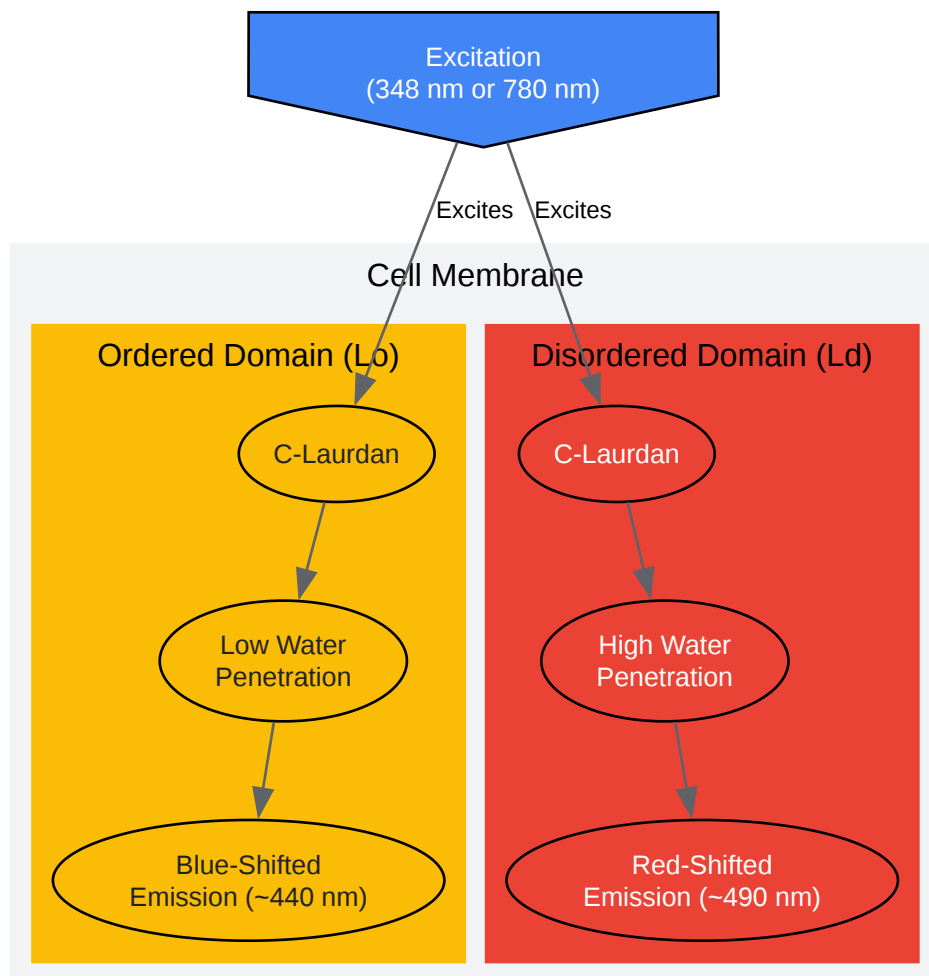 Excitation
(348 nm or 780 nm)
Excites
Excites
Cell Membrane
Ordered Domain (Lo)
Disordered Domain (Ld)
C-Laurdan
C-Laurdan
Low Water
Penetration
High Water
Penetration
Blue-Shifted
Emission (~440 nm)
Red-Shifted
Emission (~490 nm)